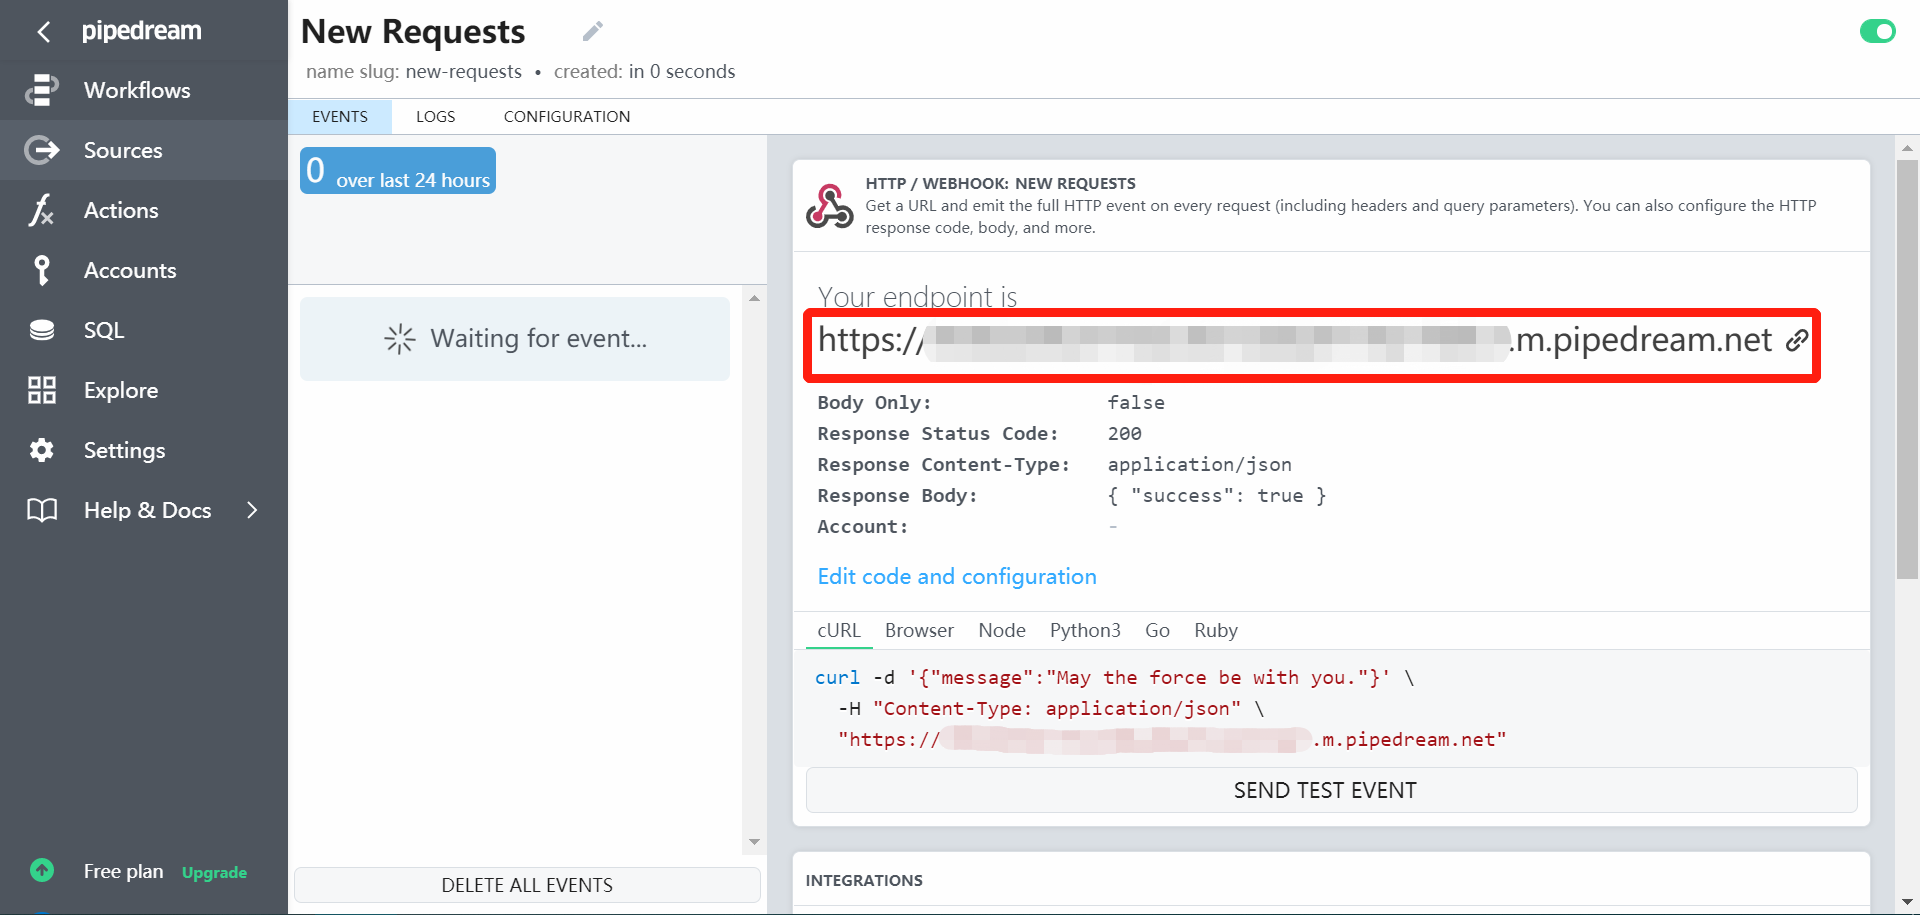 pipedream
Workflows
Sources
Actions
Accounts
SQL
Explore
Settings
Help & Docs
Free plan Upgrade
New Requests
name slug: new-requests • created: in 0 seconds
EVENTS LOGS CONFIGURATION
0 over last 24 hours
Waiting for event...
DELETE ALL EVENTS
HTTP / WEBHOOK: NEW REQUESTS
Get a URL and emit the full HTTP event on every request (including headers and query parameters). You can also configure the HTTP
response code, body, and more.
Your endpoint is
https:// .m.pipedream.net
Body Only: false
Response Status Code: 200
Response Content-Type: application/json
Response Body: { "success": true }
Account: -
Edit code and configuration
cURL Browser Node Python3 Go Ruby
curl -d '{"message":"May the force be with you."}' \
-H "Content-Type: application/json" \
"https:// .m.pipedream.net"
SEND TEST EVENT
INTEGRATIONS